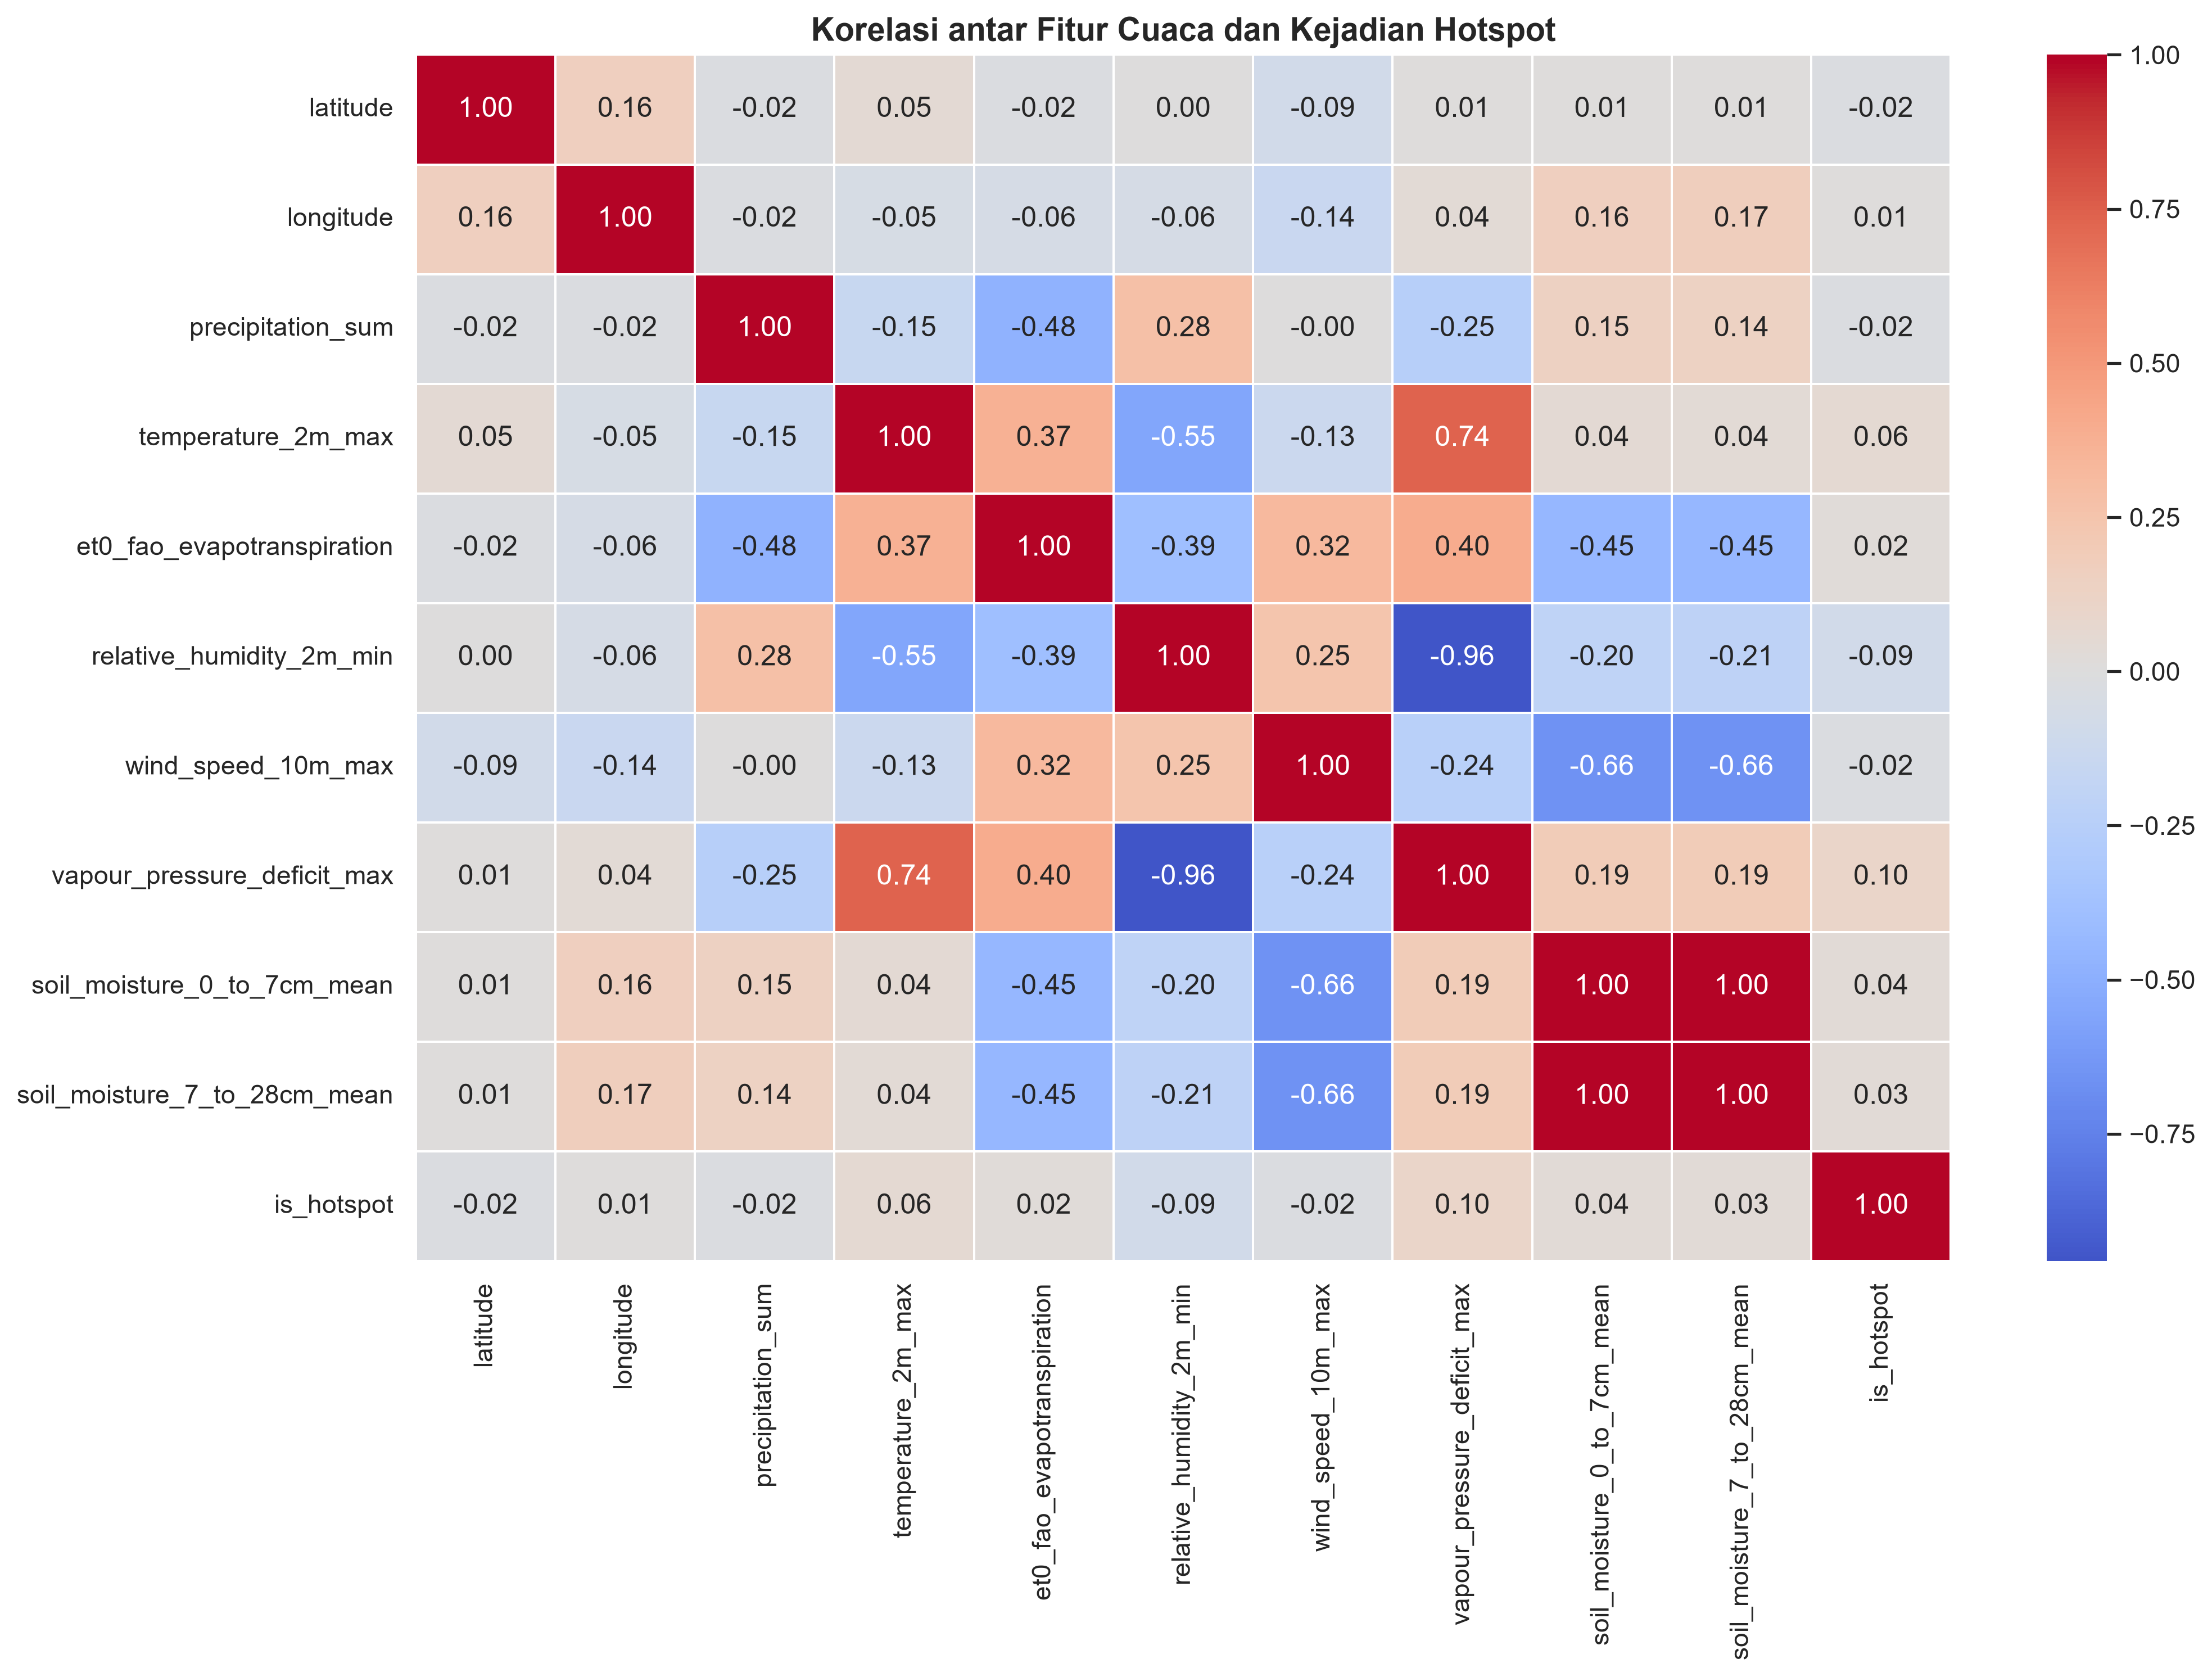 Korelasi antar Fitur Cuaca dan Kejadian Hotspot
latitude 1.00 0.16 -0.02 0.05 -0.02 0.00 -0.09 0.01 0.01 0.01 -0.02
longitude 0.16 1.00 -0.02 -0.05 -0.06 -0.06 -0.14 0.04 0.16 0.17 0.01
precipitation_sum -0.02 -0.02 1.00 -0.15 -0.48 0.28 -0.00 -0.25 0.15 0.14 -0.02
temperature_2m_max 0.05 -0.05 -0.15 1.00 0.37 -0.55 -0.13 0.74 0.04 0.04 0.06
et0_fao_evapotranspiration -0.02 -0.06 -0.48 0.37 1.00 -0.39 0.32 0.40 -0.45 -0.45 0.02
relative_humidity_2m_min 0.00 -0.06 0.28 -0.55 -0.39 1.00 0.25 -0.96 -0.20 -0.21 -0.09
wind_speed_10m_max -0.09 -0.14 -0.00 -0.13 0.32 0.25 1.00 -0.24 -0.66 -0.66 -0.02
vapour_pressure_deficit_max 0.01 0.04 -0.25 0.74 0.40 -0.96 -0.24 1.00 0.19 0.19 0.10
soil_moisture_0_to_7cm_mean 0.01 0.16 0.15 0.04 -0.45 -0.20 -0.66 0.19 1.00 1.00 0.04
soil_moisture_7_to_28cm_mean 0.01 0.17 0.14 0.04 -0.45 -0.21 -0.66 0.19 1.00 1.00 0.03
is_hotspot -0.02 0.01 -0.02 0.06 0.02 -0.09 -0.02 0.10 0.04 0.03 1.00
latitude
longitude
precipitation_sum
temperature_2m_max
et0_fao_evapotranspiration
relative_humidity_2m_min
wind_speed_10m_max
vapour_pressure_deficit_max
soil_moisture_0_to_7cm_mean
soil_moisture_7_to_28cm_mean
is_hotspot
1.00
0.75
0.50
0.25
0.00
−0.25
−0.50
−0.75